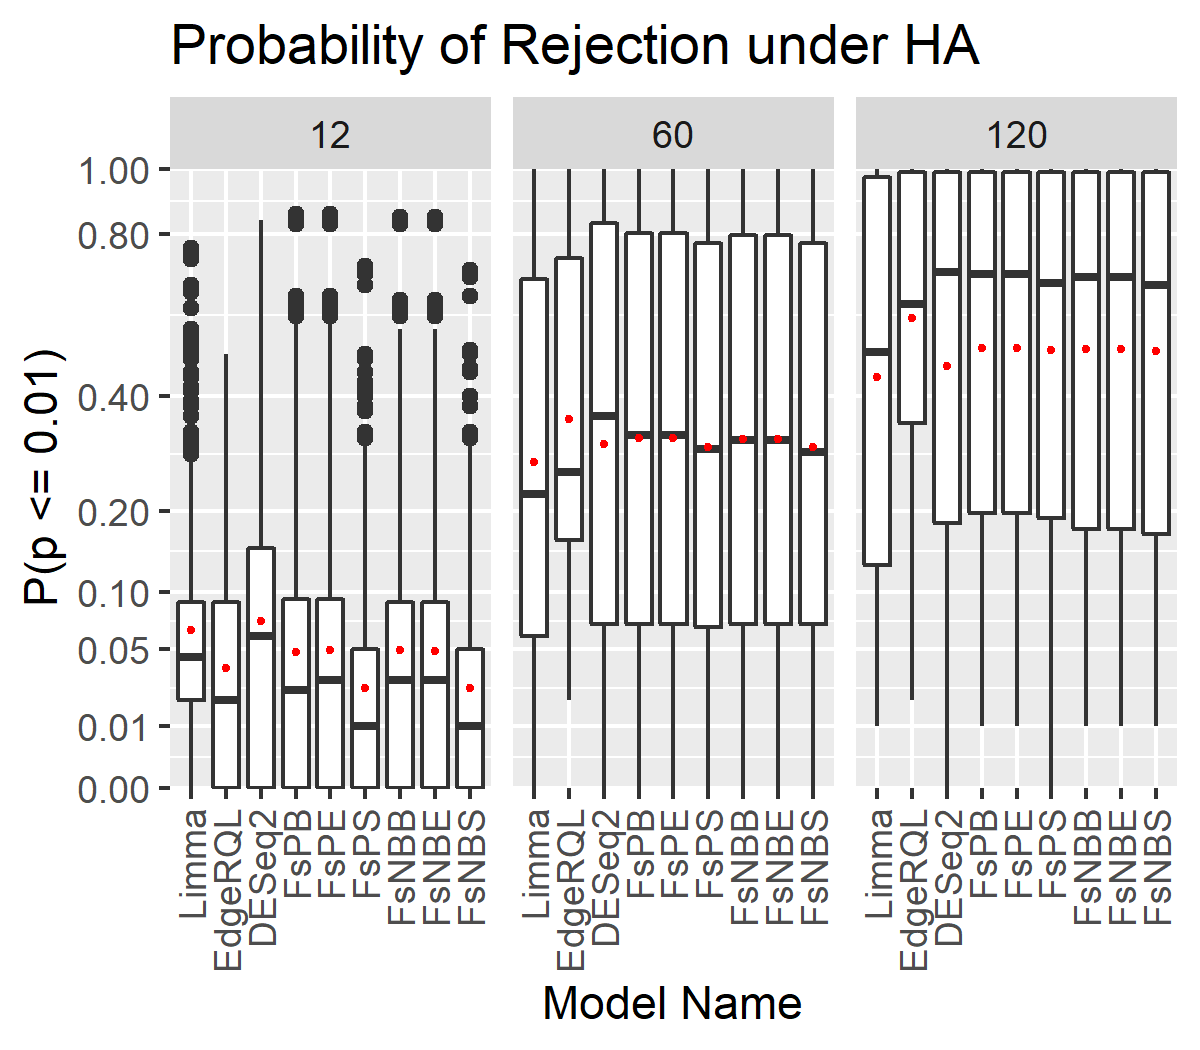 Probability of Rejection under HA
12
60
120
P(p <= 0.01)
1.00
0.80
0.40
0.20
0.10
0.05
0.01
0.00
Limma
EdgeRQL
DESeq2
FsPB
FsPE
FsPS
FsNBB
FsNBE
FsNBS
Limma
EdgeRQL
DESeq2
FsPB
FsPE
FsPS
FsNBB
FsNBE
FsNBS
Limma
EdgeRQL
DESeq2
FsPB
FsPE
FsPS
FsNBB
FsNBE
FsNBS
Model Name